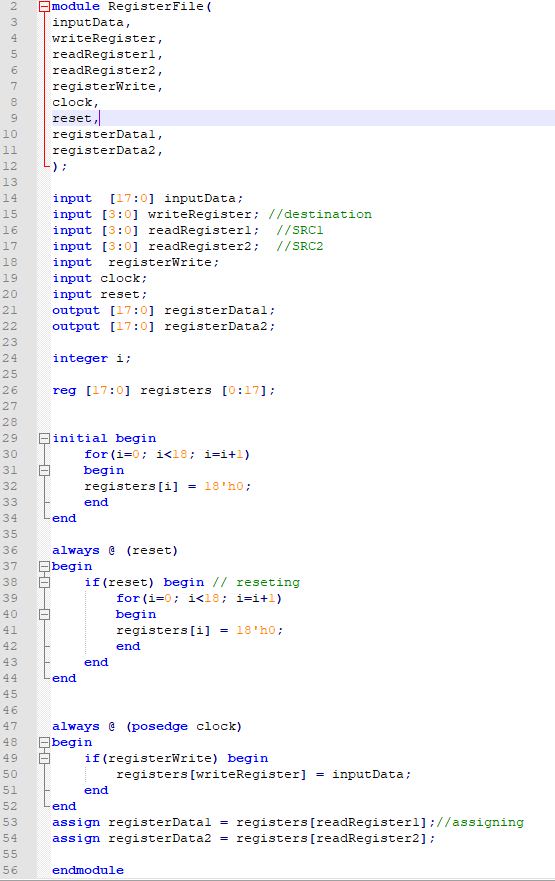 2 module RegisterFile(
3 inputData,
4 writeRegister,
5 readRegister1,
6 readRegister2,
7 registerWrite,
8 clock,
9 reset,
10 registerData1,
11 registerData2,
12 );
13
14 input  [17:0] inputData;
15 input [3:0] writeRegister; //destination
16 input [3:0] readRegister1;  //SRC1
17 input [3:0] readRegister2;  //SRC2
18 input  registerWrite;
19 input clock;
20 input reset;
21 output [17:0] registerData1;
22 output [17:0] registerData2;
23
24 integer i;
25
26 reg [17:0] registers [0:17];
27
28
29 initial begin
30     for(i=0; i<18; i=i+1)
31     begin
32     registers[i] = 18'h0;
33     end
34 end
35
36 always @ (reset)
37 begin
38     if(reset) begin // reseting
39         for(i=0; i<18; i=i+1)
40         begin
41         registers[i] = 18'h0;
42         end
43     end
44 end
45
46
47 always @ (posedge clock)
48 begin
49     if(registerWrite) begin
50         registers[writeRegister] = inputData;
51     end
52 end
53 assign registerData1 = registers[readRegister1];//assigning
54 assign registerData2 = registers[readRegister2];
55
56 endmodule